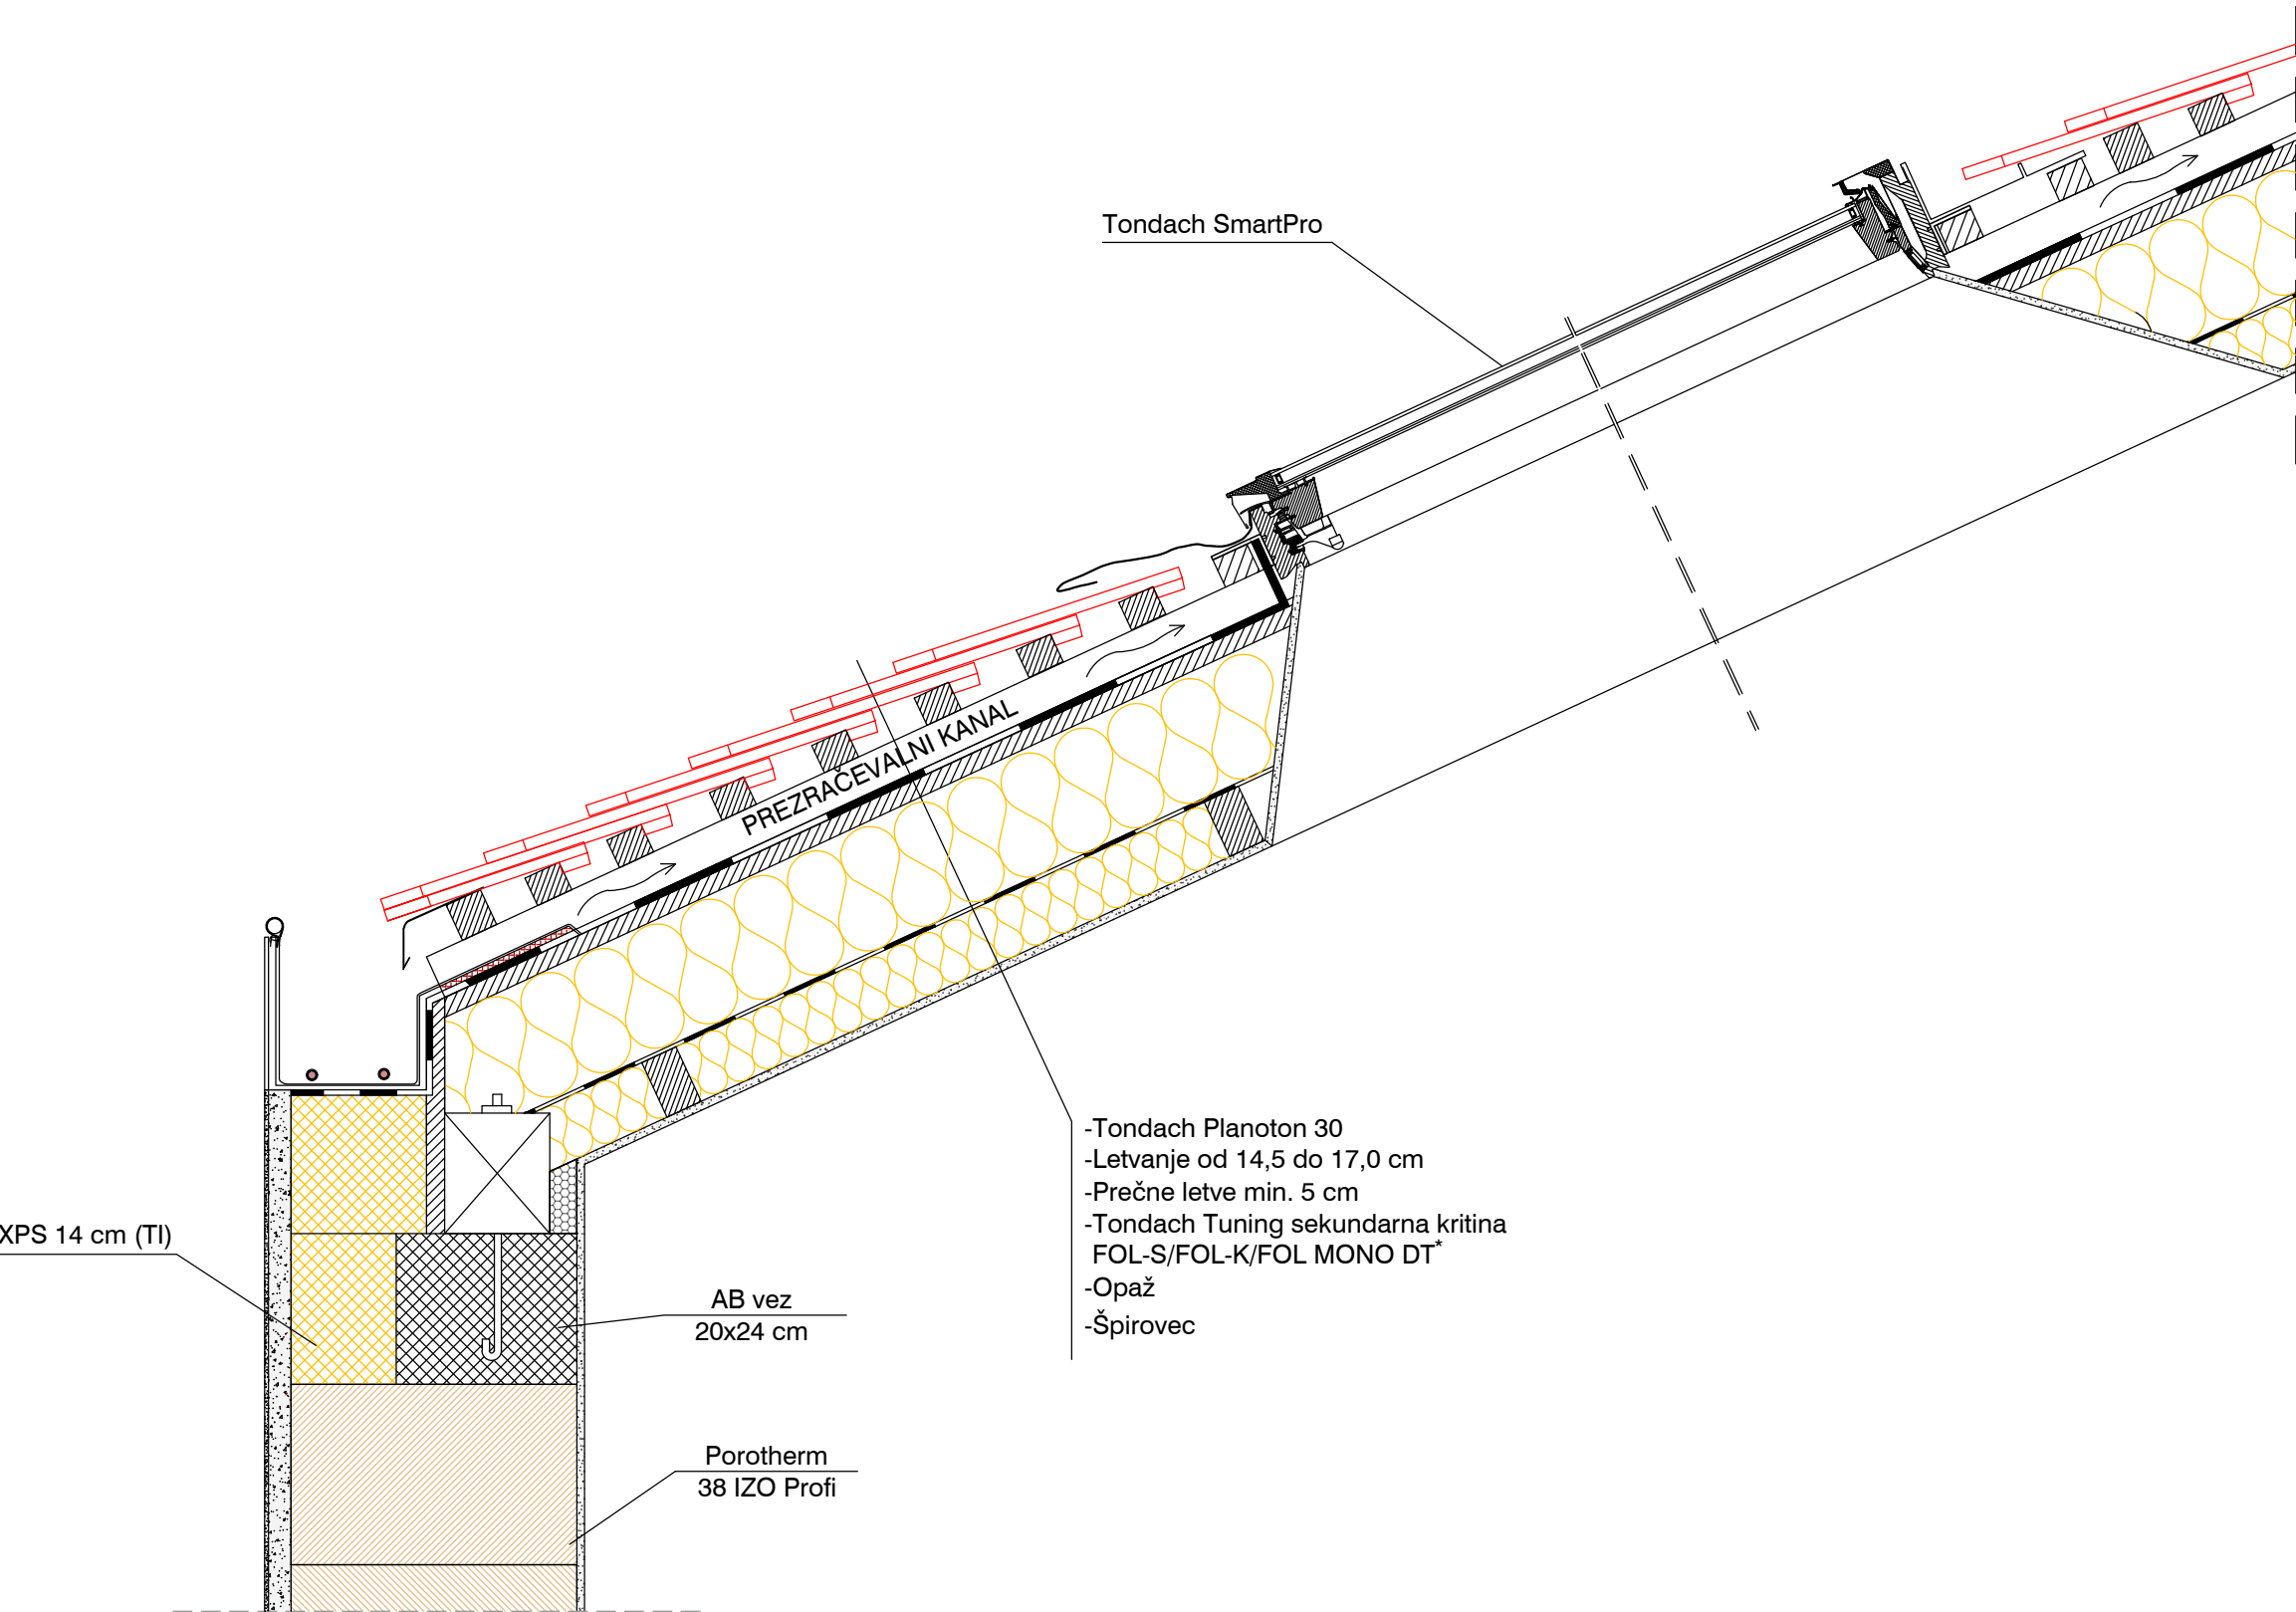 Tondach SmartPro
PREZRAČEVALNI KANAL
-Tondach Planoton 30
-Letvanje od 14,5 do 17,0 cm
-Prečne letve min. 5 cm
-Tondach Tuning sekundarna kritina
FOL-S/FOL-K/FOL MONO DT*
-Opaž
-Špirovec
XPS 14 cm (TI)
AB vez
20x24 cm
Porotherm
38 IZO Profi